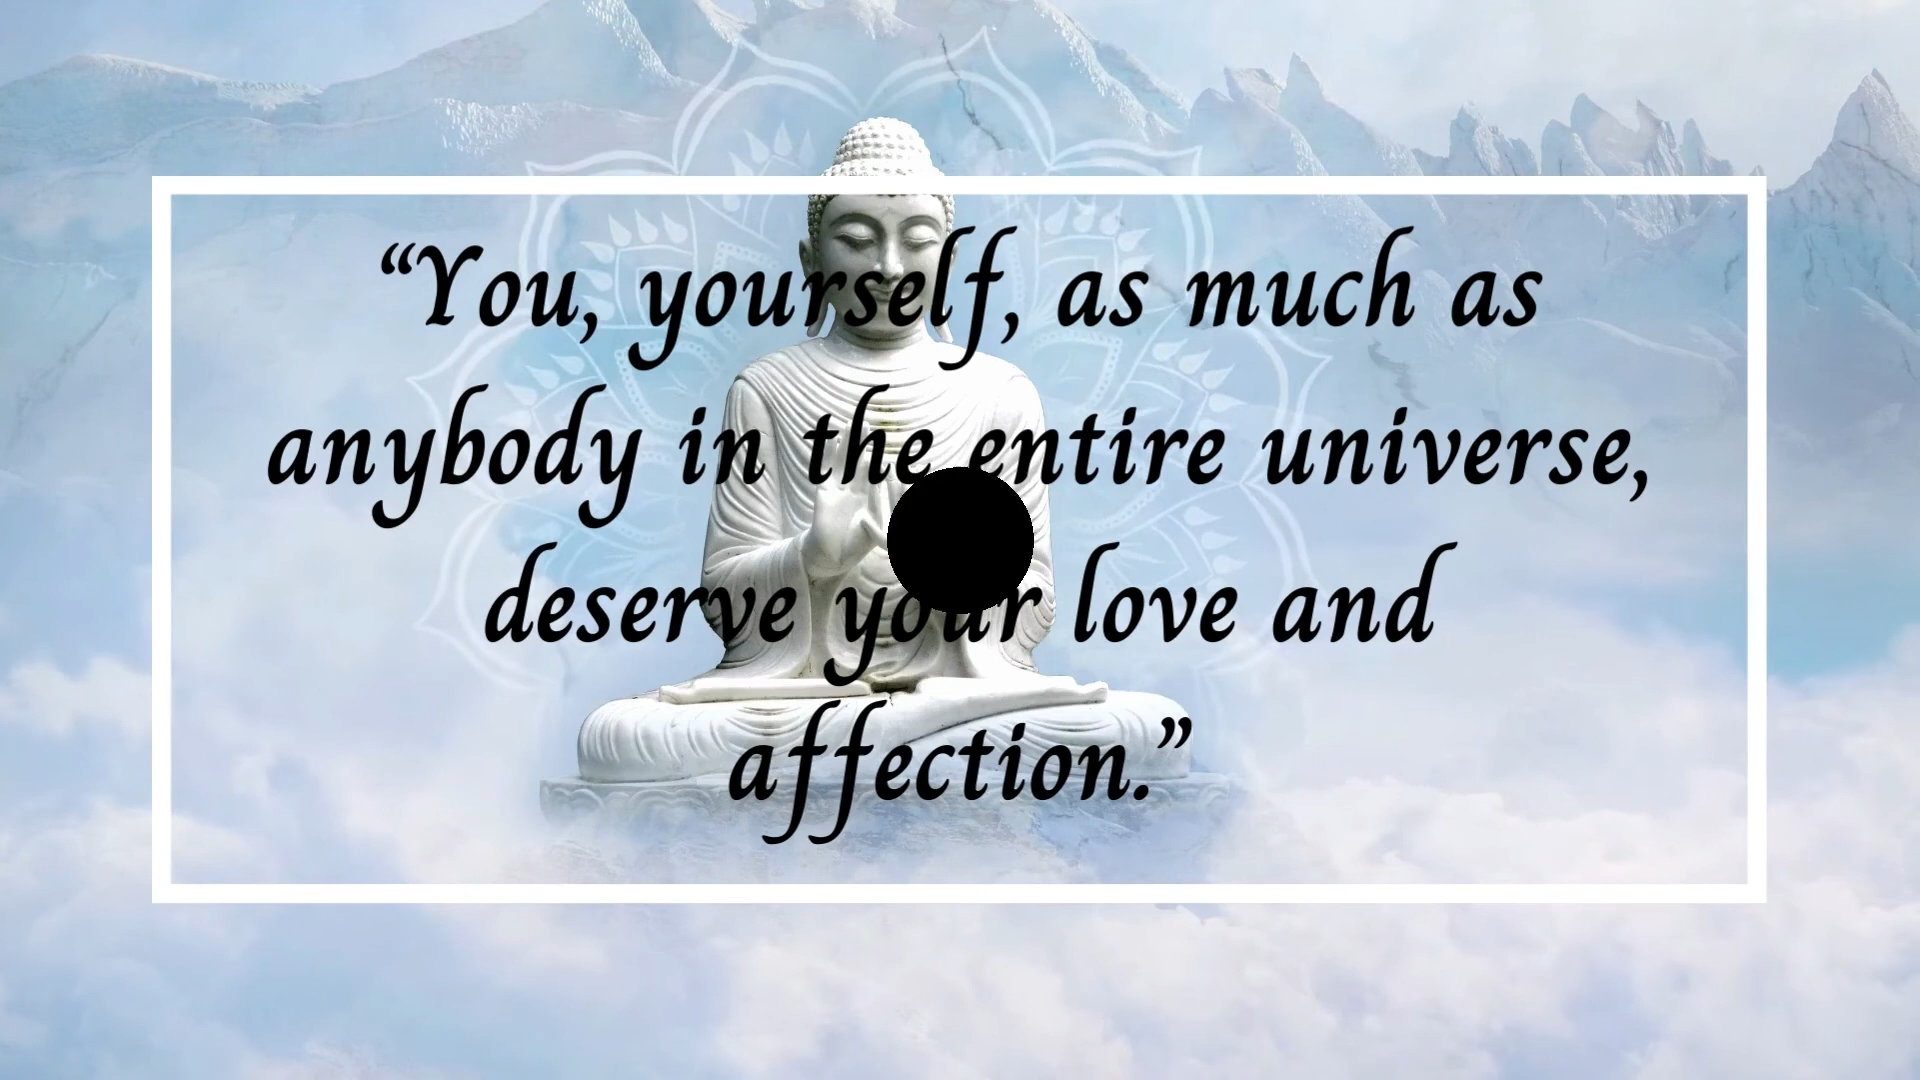 “You, yourself, as much as
anybody in the entire universe,
deserve your love and
affection.”